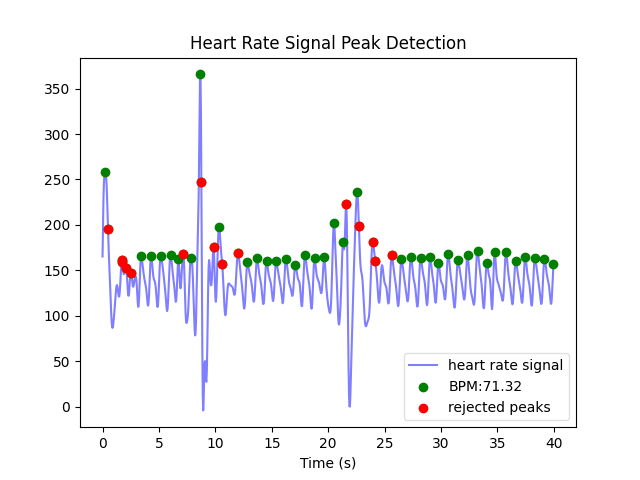 Heart Rate Signal Peak Detection
350
300
250
200
150
100
50
0
heart rate signal
BPM:71.32
rejected peaks
0 5 10 15 20 25 30 35 40
Time (s)